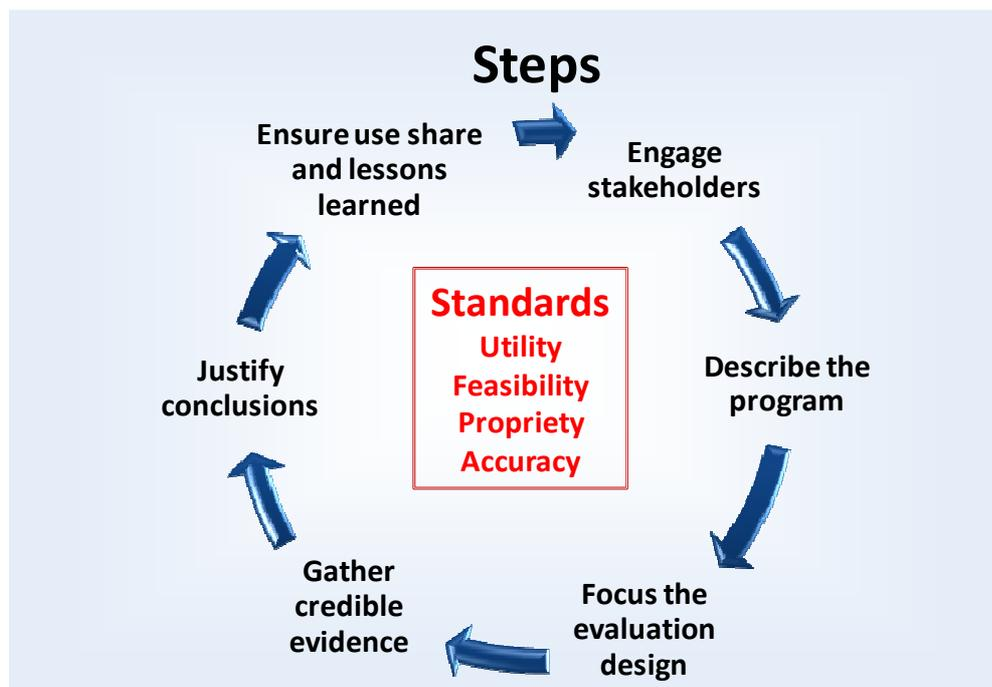 Steps
Engage
stakeholders
Describe the
program
Focus the
evaluation
design
Gather
credible
evidence
Justify
conclusions
Ensure use share
and lessons
learned
Standards
Utility
Feasibility
Propriety
Accuracy